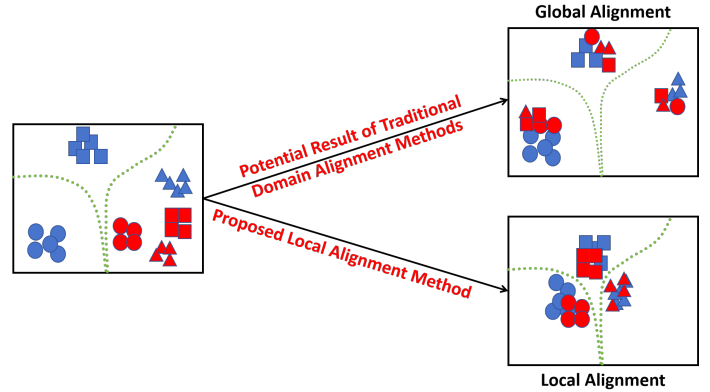 Global Alignment
Potential Result of Traditional
Domain Alignment Methods
Proposed Local Alignment Method
Local Alignment